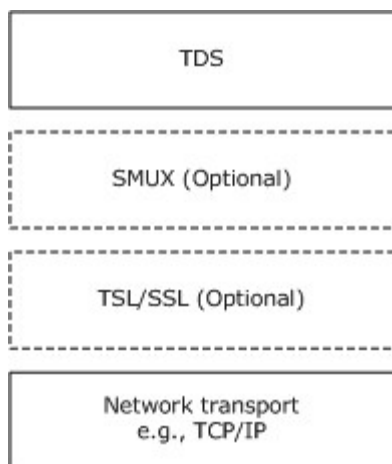 TDS
SMUX (Optional)
TSL/SSL (Optional)
Network transport
e.g., TCP/IP